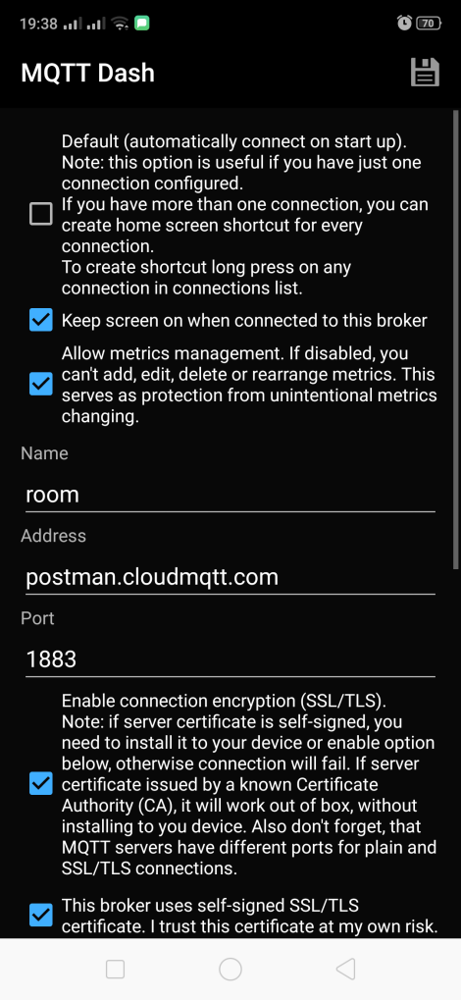 19:38
70
MQTT Dash
Default (automatically connect on start up).
Note: this option is useful if you have just one
connection configured.
If you have more than one connection, you can
create home screen shortcut for every
connection.
To create shortcut long press on any
connection in connections list.
Keep screen on when connected to this broker
Allow metrics management. If disabled, you
can't add, edit, delete or rearrange metrics. This
serves as protection from unintentional metrics
changing.
Name
room
Address
postman.cloudmqtt.com
Port
1883
Enable connection encryption (SSL/TLS).
Note: if server certificate is self-signed, you
need to install it to your device or enable option
below, otherwise connection will fail. If server
certificate issued by a known Certificate
Authority (CA), it will work out of box, without
installing to you device. Also don't forget, that
MQTT servers have different ports for plain and
SSL/TLS connections.
This broker uses self-signed SSL/TLS
certificate. I trust this certificate at my own risk.